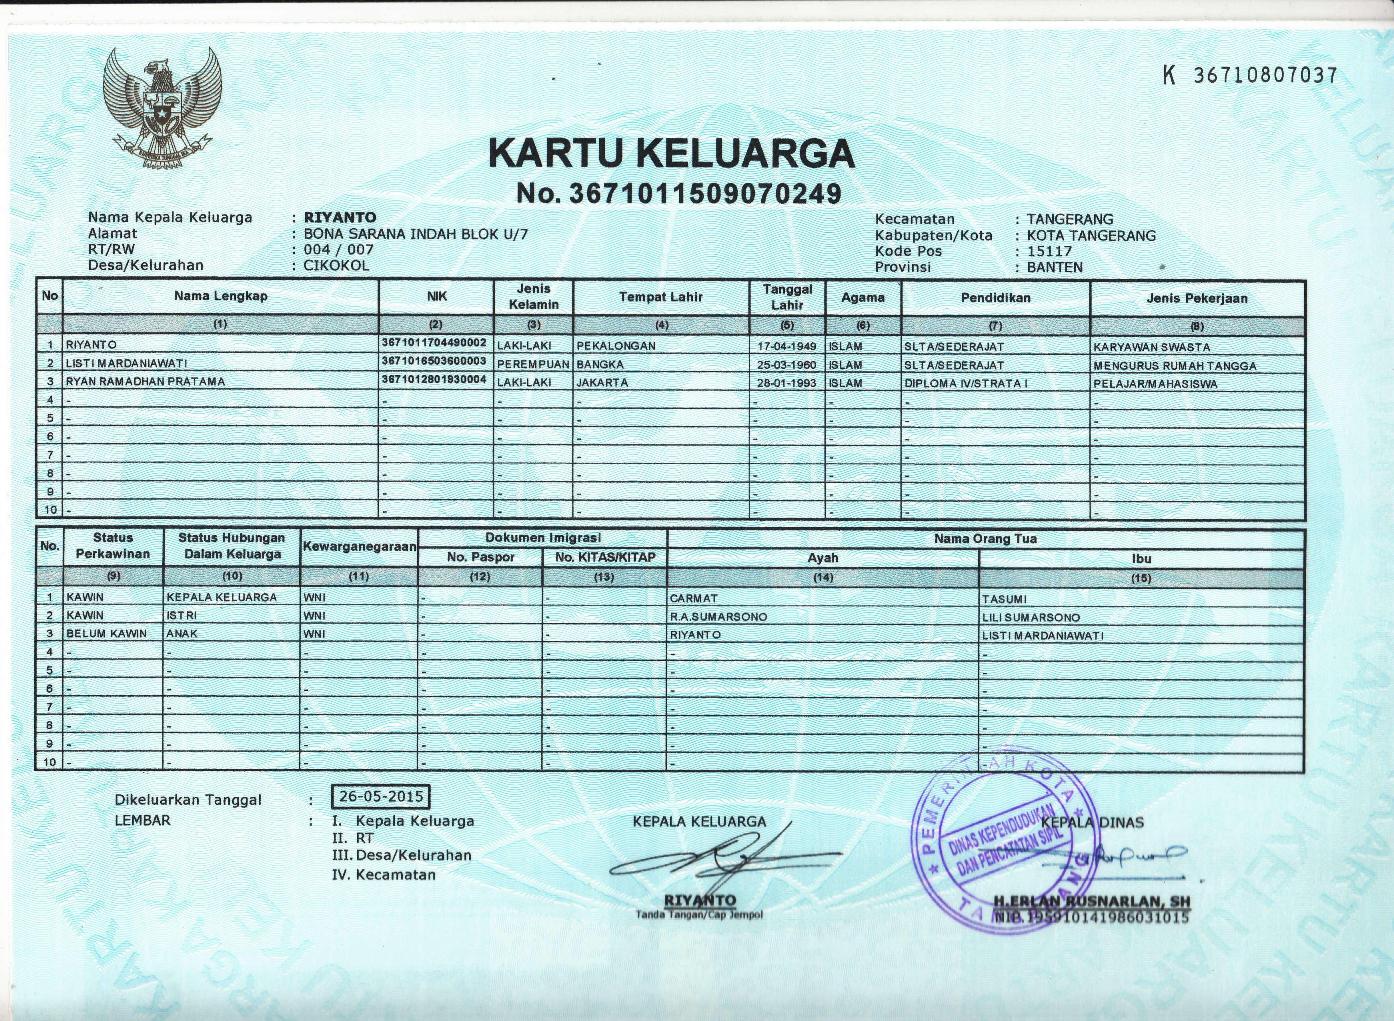 K 36710807037
KARTU KELUARGA
No. 3671011509070249
Nama Kepala Keluarga : RIYANTO
Alamat : BONA SARANA INDAH BLOK U/7
RT/RW : 004 / 007
Desa/Kelurahan : CIKOKOL
Kecamatan : TANGERANG
Kabupaten/Kota : KOTA TANGERANG
Kode Pos : 15117
Provinsi : BANTEN
No Nama Lengkap NIK Jenis Kelamin Tempat Lahir Tanggal Lahir Agama Pendidikan Jenis Pekerjaan
(1) (2) (3) (4) (5) (6) (7) (8)
1 RIYANTO 3671011704490002 LAKI-LAKI PEKALONGAN 17-04-1949 ISLAM SLTA/SEDERAJAT KARYAWAN SWASTA
2 LISTI MARDANIAWATI 3671016503600003 PEREMPUAN BANGKA 25-03-1960 ISLAM SLTA/SEDERAJAT MENGURUS RUMAH TANGGA
3 RYAN RAMADHAN PRATAMA 3671012801930004 LAKI-LAKI JAKARTA 28-01-1993 ISLAM DIPLOMA IV/STRATA I PELAJAR/MAHASISWA
4 - - - - - - - -
5 - - - - - - - -
6 - - - - - - - -
7 - - - - - - - -
8 - - - - - - - -
9 - - - - - - - -
10 - - - - - - - -
No. Status Perkawinan Status Hubungan Dalam Keluarga Kewarganegaraan Dokumen Imigrasi Nama Orang Tua
No. Paspor No. KITAS/KITAP Ayah Ibu
(9) (10) (11) (12) (13) (14) (15)
1 KAWIN KEPALA KELUARGA WNI - - CARMAT TASUMI
2 KAWIN ISTRI WNI - - R.A.SUMARSONO LILI SUMARSONO
3 BELUM KAWIN ANAK WNI - - RIYANTO LISTI MARDANIAWATI
4 - - - - - - -
5 - - - - - - -
6 - - - - - - -
7 - - - - - - -
8 - - - - - - -
9 - - - - - - -
10 - - - - - - -
Dikeluarkan Tanggal : 26-05-2015
LEMBAR : I. Kepala Keluarga
II. RT
III. Desa/Kelurahan
IV. Kecamatan
KEPALA KELUARGA
RIYANTO
Tanda Tangan/Cap Jempol
KEPALA DINAS
PEMERINTAH KOTA
DINAS KEPENDUDUKAN
DAN PENCATATAN SIPIL
TANGERANG
H.ERLAN RUSNARLAN, SH
NIP.195910141986031015